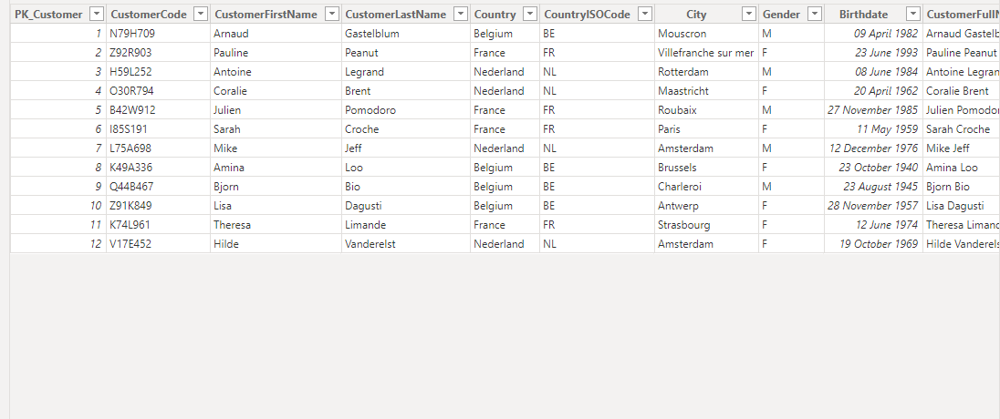 PK_Customer CustomerCode CustomerFirstName CustomerLastName Country CountryISOCode City Gender Birthdate CustomerFullN
1 N79H709 Arnaud Gastelblum Belgium BE Mouscron M 09 April 1982 Arnaud Gastelb
2 Z92R903 Pauline Peanut France FR Villefranche sur mer F 23 June 1993 Pauline Peanut
3 H59L252 Antoine Legrand Nederland NL Rotterdam M 08 June 1984 Antoine Legran
4 O30R794 Coralie Brent Nederland NL Maastricht F 20 April 1962 Coralie Brent
5 B42W912 Julien Pomodoro France FR Roubaix M 27 November 1985 Julien Pomodor
6 I85S191 Sarah Croche France FR Paris F 11 May 1959 Sarah Croche
7 L75A698 Mike Jeff Nederland NL Amsterdam M 12 December 1976 Mike Jeff
8 K49A336 Amina Loo Belgium BE Brussels F 23 October 1940 Amina Loo
9 Q44B467 Bjorn Bio Belgium BE Charleroi M 23 August 1945 Bjorn Bio
10 Z91K849 Lisa Dagusti Belgium BE Antwerp F 28 November 1957 Lisa Dagusti
11 K74L961 Theresa Limande France FR Strasbourg F 12 June 1974 Theresa Limand
12 V17E452 Hilde Vanderelst Nederland NL Amsterdam F 19 October 1969 Hilde Vanderels